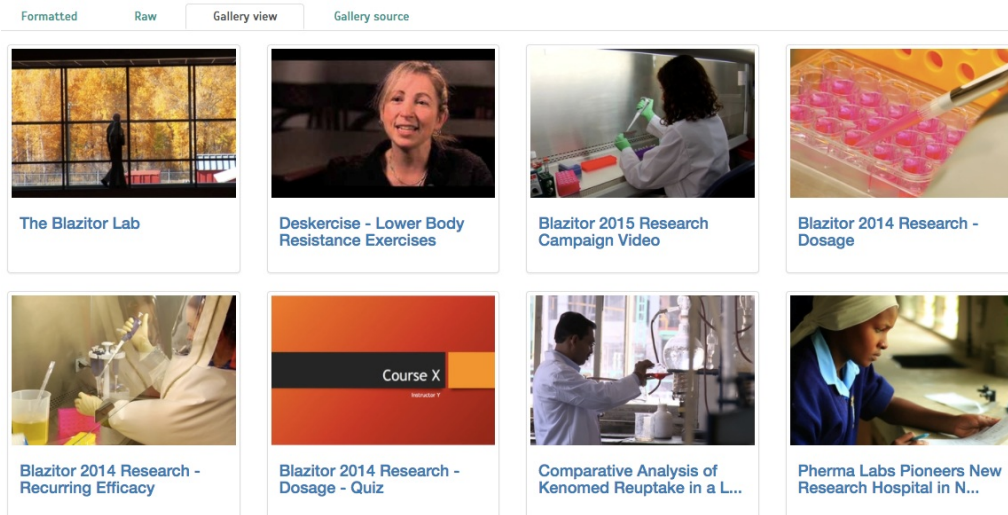 Formatted Raw Gallery view Gallery source
The Blazitor Lab
Deskercise - Lower Body
Resistance Exercises
Blazitor 2015 Research
Campaign Video
Blazitor 2014 Research -
Dosage
Course X
Instructor Y
Blazitor 2014 Research -
Recurring Efficacy
Blazitor 2014 Research -
Dosage - Quiz
Comparative Analysis of
Kenomed Reuptake in a L...
Pherma Labs Pioneers New
Research Hospital in N...